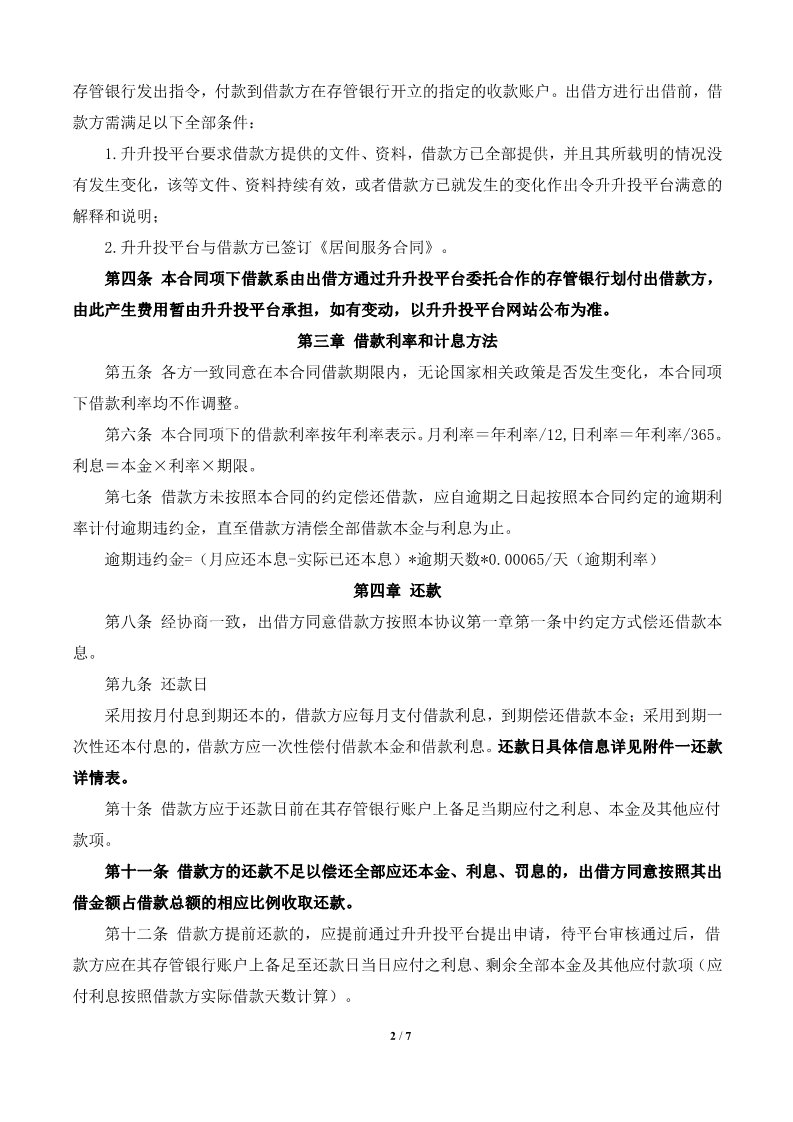 存管银行发出指令，付款到借款方在存管银行开立的指定的收款账户。出借方进行出借前，借
款方需满足以下全部条件：
1.升升投平台要求借款方提供的文件、资料，借款方已全部提供，并且其所载明的情况没
有发生变化，该等文件、资料持续有效，或者借款方已就发生的变化作出令升升投平台满意的
解释和说明；
2.升升投平台与借款方已签订《居间服务合同》。
第四条 本合同项下借款系由出借方通过升升投平台委托合作的存管银行划付出借款方，
由此产生费用暂由升升投平台承担，如有变动，以升升投平台网站公布为准。
第三章 借款利率和计息方法
第五条 各方一致同意在本合同借款期限内，无论国家相关政策是否发生变化，本合同项
下借款利率均不作调整。
第六条 本合同项下的借款利率按年利率表示。月利率＝年利率/12,日利率＝年利率/365。
利息＝本金×利率×期限。
第七条 借款方未按照本合同的约定偿还借款，应自逾期之日起按照本合同约定的逾期利
率计付逾期违约金，直至借款方清偿全部借款本金与利息为止。
逾期违约金=（月应还本息-实际已还本息）*逾期天数*0.00065/天（逾期利率）
第四章 还款
第八条 经协商一致，出借方同意借款方按照本协议第一章第一条中约定方式偿还借款本
息。
第九条 还款日
采用按月付息到期还本的，借款方应每月支付借款利息，到期偿还借款本金；采用到期一
次性还本付息的，借款方应一次性偿付借款本金和借款利息。还款日具体信息详见附件一还款
详情表。
第十条 借款方应于还款日前在其存管银行账户上备足当期应付之利息、本金及其他应付
款项。
第十一条 借款方的还款不足以偿还全部应还本金、利息、罚息的，出借方同意按照其出
借金额占借款总额的相应比例收取还款。
第十二条 借款方提前还款的，应提前通过升升投平台提出申请，待平台审核通过后，借
款方应在其存管银行账户上备足至还款日当日应付之利息、剩余全部本金及其他应付款项（应
付利息按照借款方实际借款天数计算）。
2 / 7